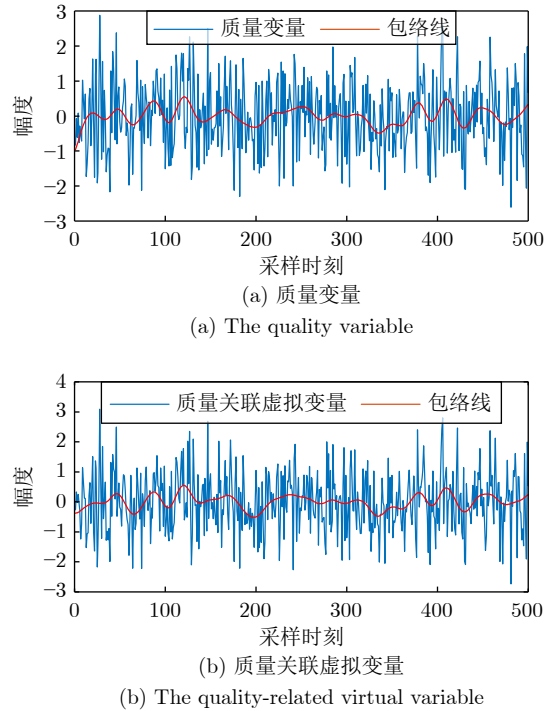 质量变量 包络线
3
2
1
0
−1
−2
−3
幅度
0 100 200 300 400 500
采样时刻
(a) 质量变量
(a) The quality variable
质量关联虚拟变量 包络线
4
3
2
1
0
−1
−2
−3
幅度
0 100 200 300 400 500
采样时刻
(b) 质量关联虚拟变量
(b) The quality-related virtual variable